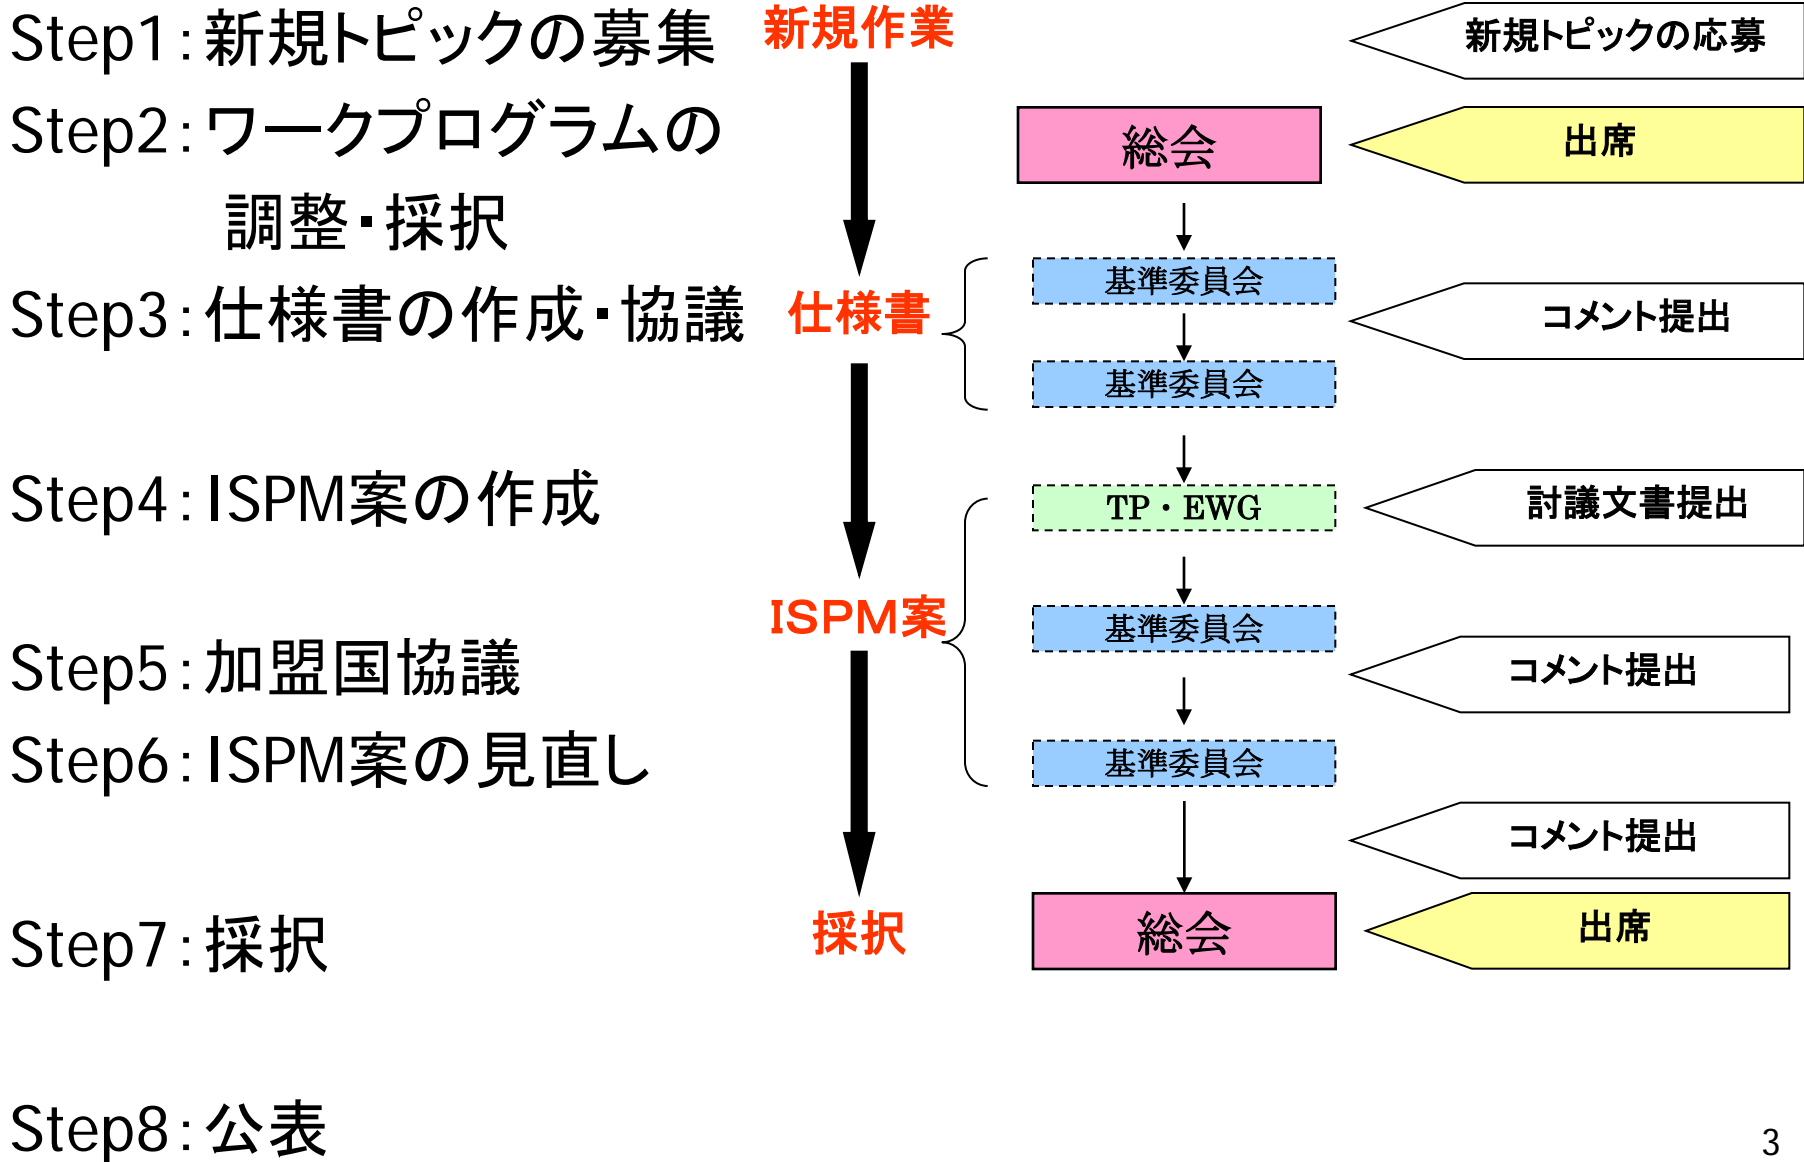 Step1：新規トピックの募集
Step2：ワークプログラムの
調整・採択
Step3：仕様書の作成・協議
Step4：ISPM案の作成
Step5：加盟国協議
Step6：ISPM案の見直し
Step7：採択
Step8：公表
新規作業
仕様書
ISPM案
採択
総会
基準委員会
基準委員会
TP・EWG
基準委員会
基準委員会
総会
新規トピックの応募
出席
コメント提出
討議文書提出
コメント提出
コメント提出
出席
3